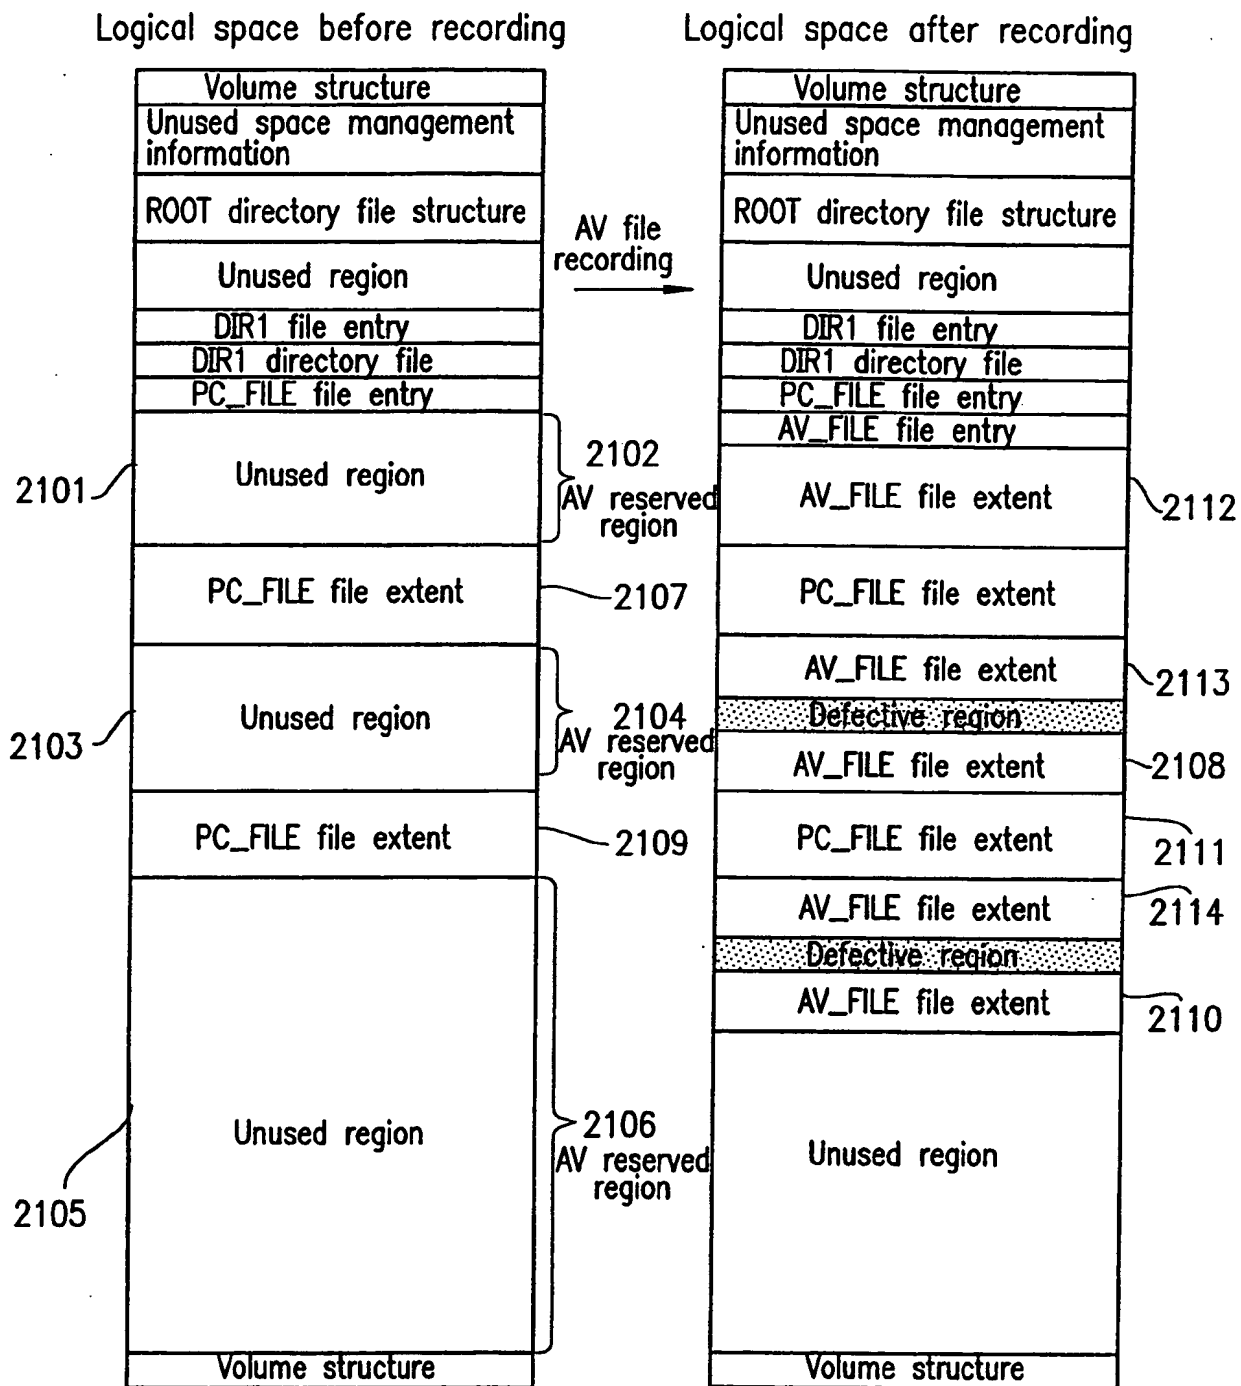 Logical space before recording
Volume structure
Unused space management
information
ROOT directory file structure
Unused region
DIR1 file entry
DIR1 directory file
PC_FILE file entry
Unused region
PC_FILE file extent
Unused region
PC_FILE file extent
Unused region
Volume structure
2101
2103
2105
AV file
recording
2102
AV reserved
region
2107
2104
AV reserved
region
2109
2106
AV reserved
region
Logical space after recording
Volume structure
Unused space management
information
ROOT directory file structure
Unused region
DIR1 file entry
DIR1 directory file
PC_FILE file entry
AV_FILE file entry
AV_FILE file extent
PC_FILE file extent
AV_FILE file extent
Defective region
AV_FILE file extent
PC_FILE file extent
AV_FILE file extent
Defective region
AV_FILE file extent
Unused region
Volume structure
2112
2113
2108
2111
2114
2110